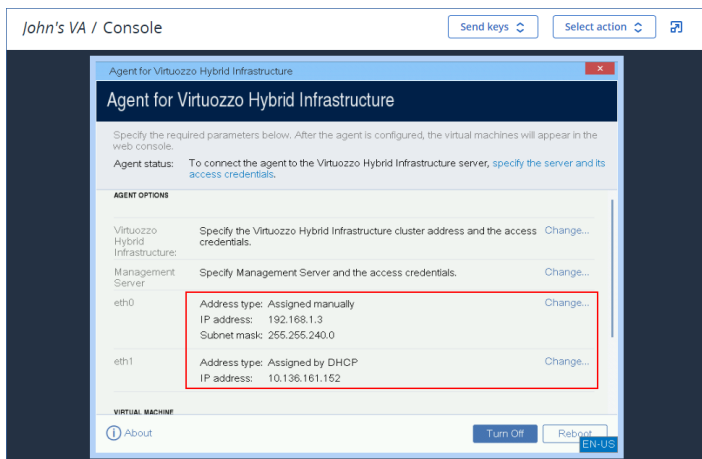 John's VA / Console
Send keys
Select action
Agent for Virtuozzo Hybrid Infrastructure
×
Agent for Virtuozzo Hybrid Infrastructure
Specify the required parameters below. After the agent is configured, the virtual machines will appear in the
web console.
Agent status: To connect the agent to the Virtuozzo Hybrid Infrastructure server, specify the server and its
access credentials.
AGENT OPTIONS
Virtuozzo
Hybrid
Infrastructure:
Specify the Virtuozzo Hybrid Infrastructure cluster address and the access
credentials.
Change...
Management
Server
Specify Management Server and the access credentials.
Change...
eth0
Address type: Assigned manually
IP address: 192.168.1.3
Subnet mask: 255.255.240.0
Change...
eth1
Address type: Assigned by DHCP
IP address: 10.136.161.152
Change...
VIRTUAL MACHINE
About
Turn Off
Reboot
EN-US